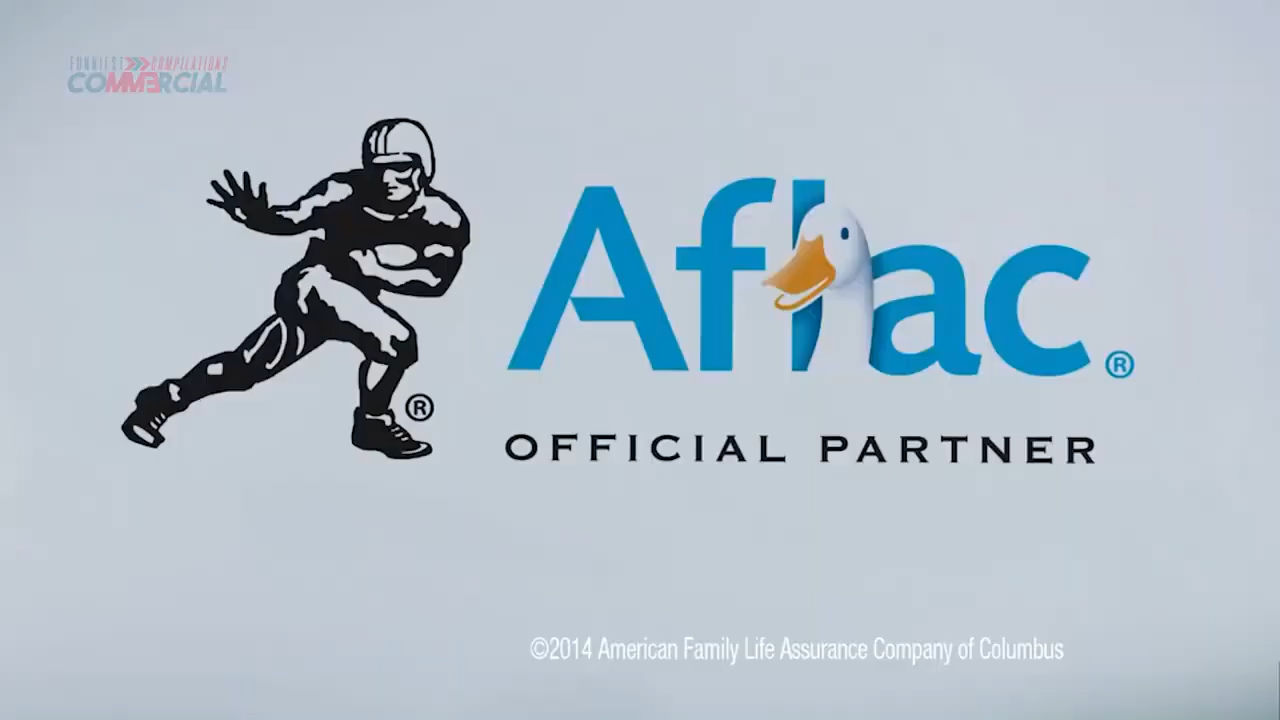 FUNNIEST COMPILATIONS
COMMERCIAL
Aflac®
®
OFFICIAL PARTNER
©2014 American Family Life Assurance Company of Columbus